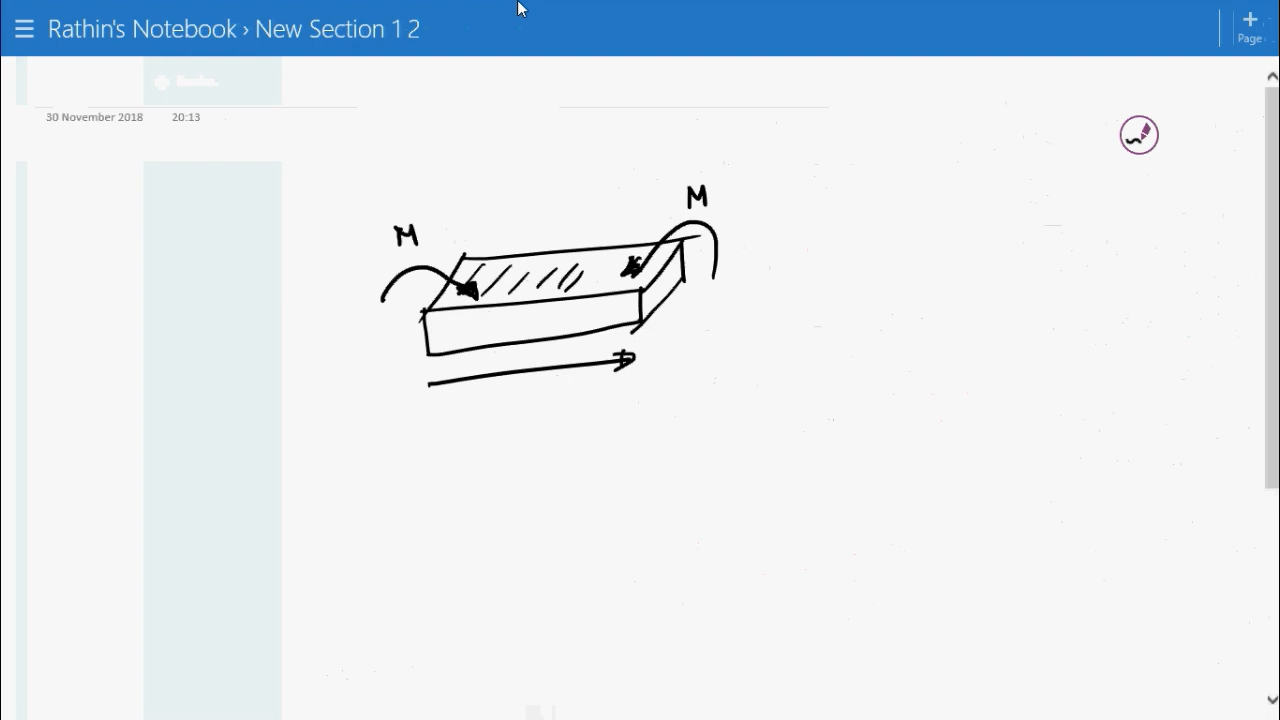 Rathin's Notebook › New Section 1 2
Page
30 November 2018 20:13
M
M